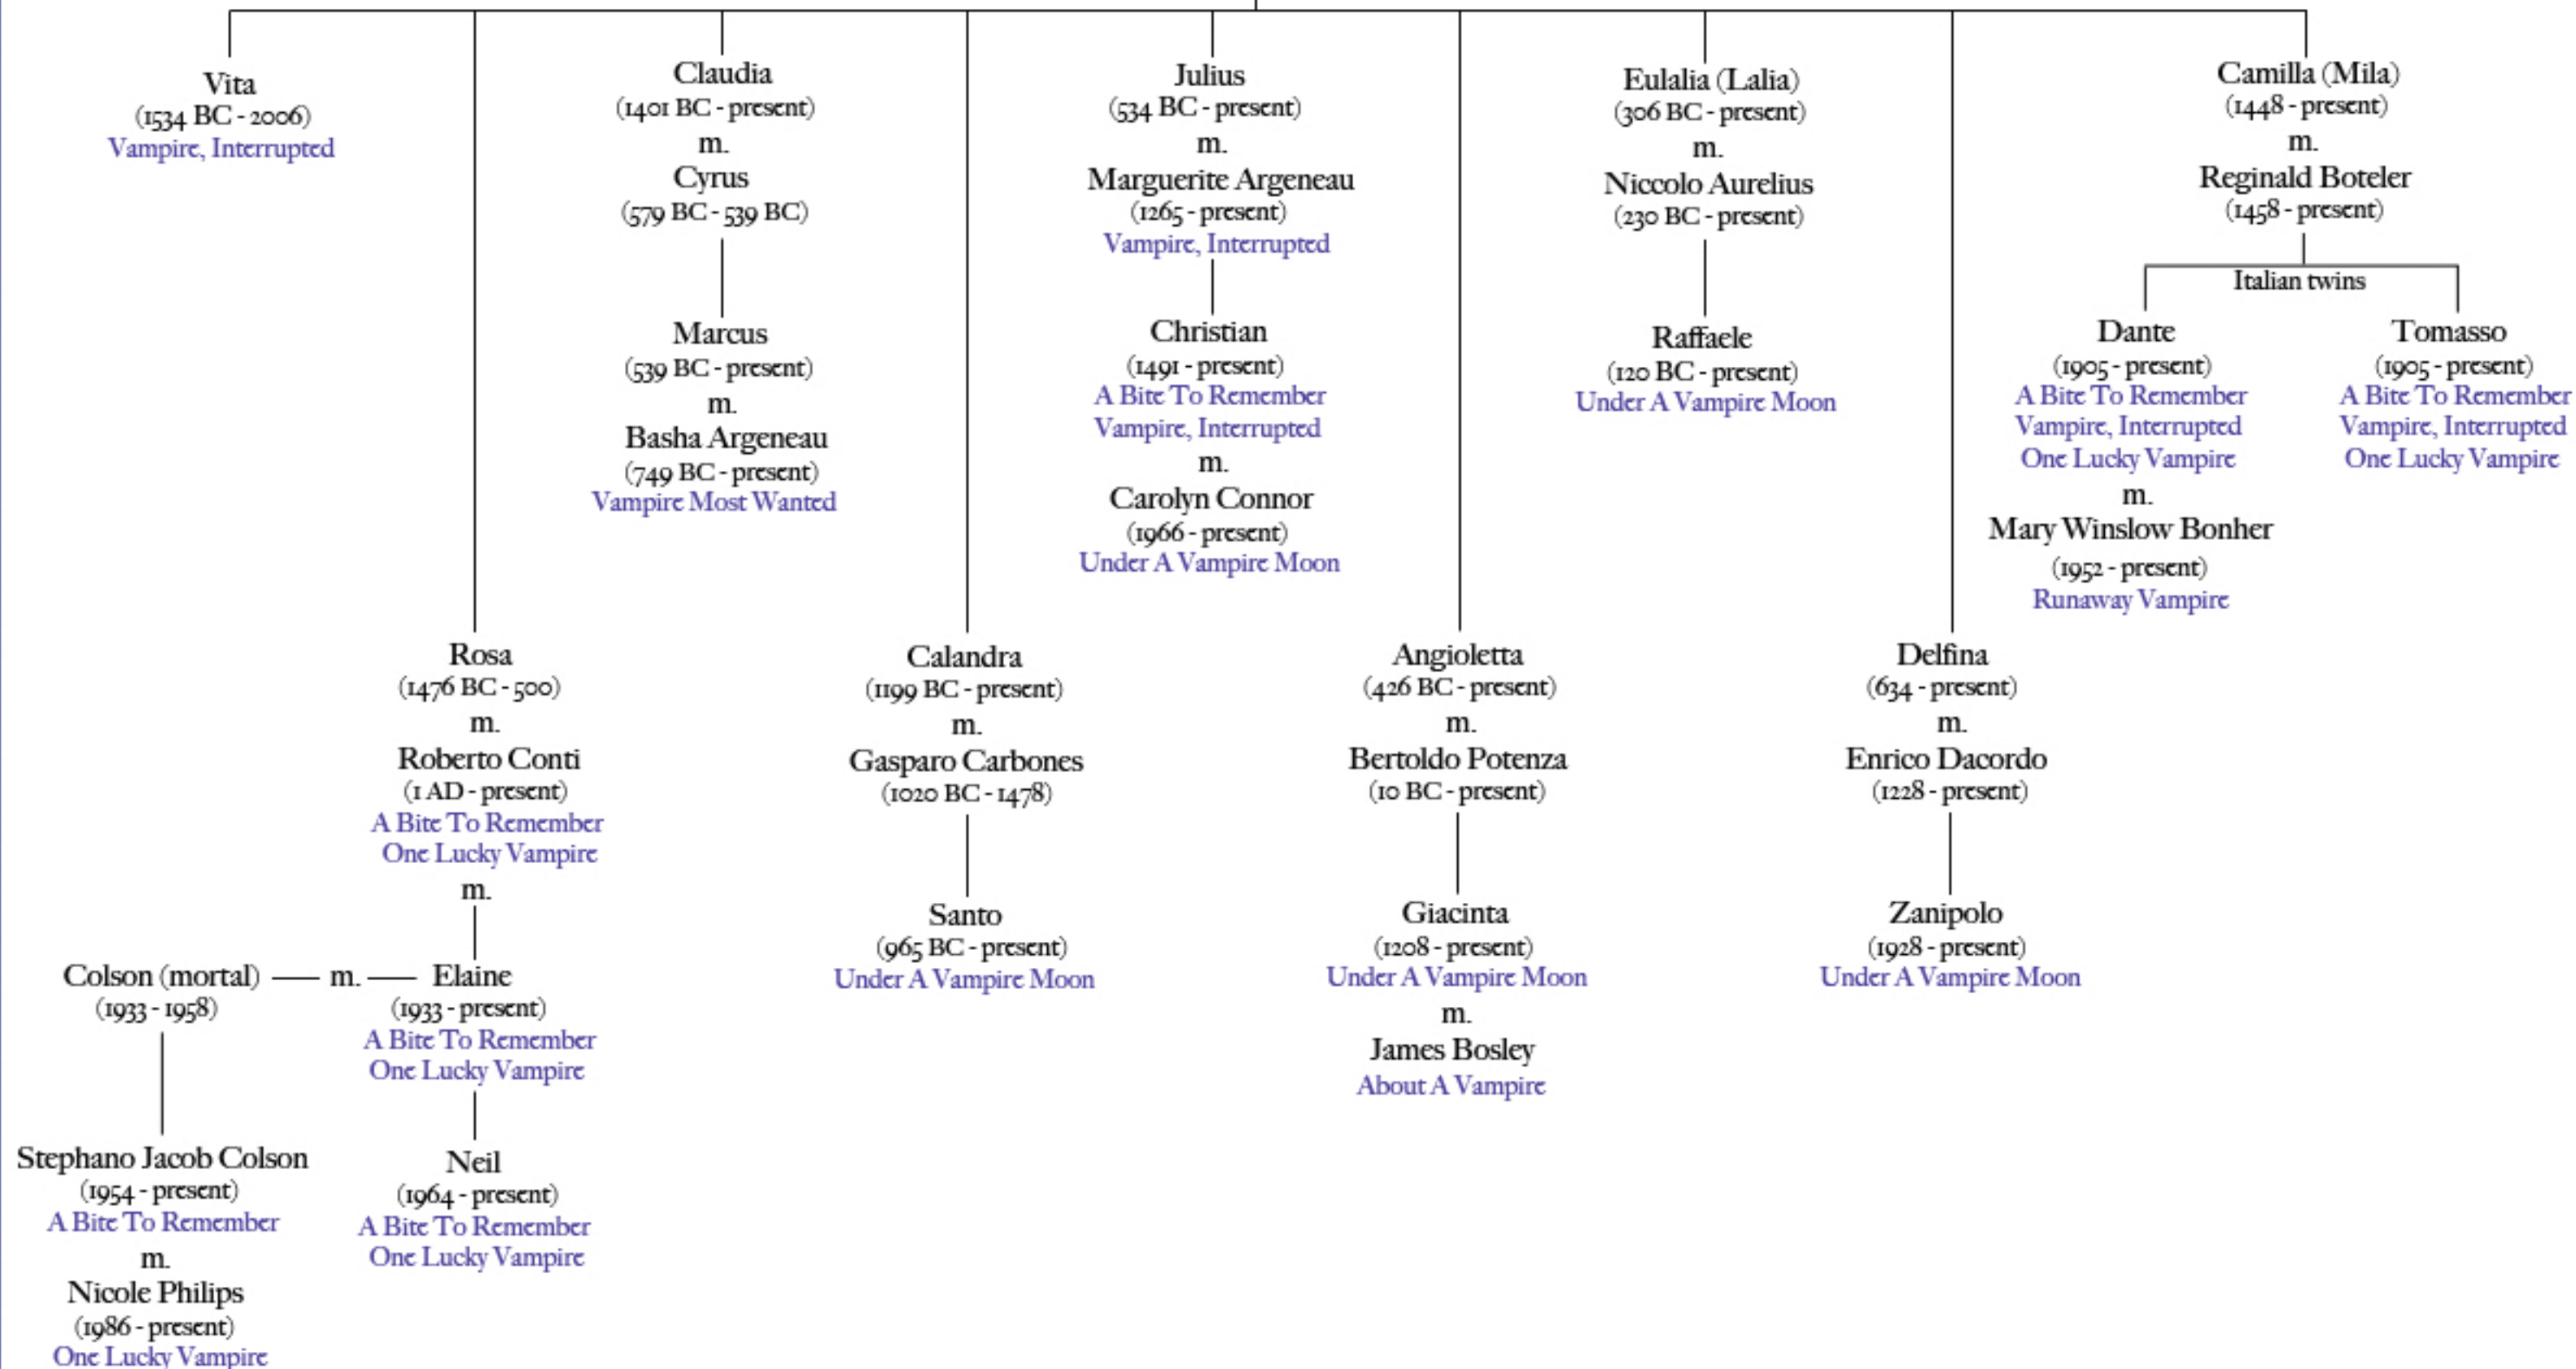 Vita
(1534 BC - 2006)
Vampire, Interrupted
Claudia
(1401 BC - present)
m.
Cyrus
(579 BC - 539 BC)
Marcus
(539 BC - present)
m.
Basha Argeneau
(749 BC - present)
Vampire Most Wanted
Julius
(534 BC - present)
m.
Marguerite Argeneau
(1265 - present)
Vampire, Interrupted
Christian
(1491 - present)
A Bite To Remember
Vampire, Interrupted
m.
Carolyn Connor
(1966 - present)
Under A Vampire Moon
Eulalia (Lalia)
(306 BC - present)
m.
Niccolo Aurelius
(230 BC - present)
Raffaele
(120 BC - present)
Under A Vampire Moon
Camilla (Mila)
(1448 - present)
m.
Reginald Boteler
(1458 - present)
Italian twins
Dante
(1905 - present)
A Bite To Remember
Vampire, Interrupted
One Lucky Vampire
m.
Mary Winslow Bonher
(1952 - present)
Runaway Vampire
Tomasso
(1905 - present)
A Bite To Remember
Vampire, Interrupted
One Lucky Vampire
Rosa
(1476 BC - 500)
m.
Roberto Conti
(1 AD - present)
A Bite To Remember
One Lucky Vampire
m.
Colson (mortal) m. Elaine
(1933 - 1958)
(1933 - present)
A Bite To Remember
One Lucky Vampire
Stephano Jacob Colson
(1954 - present)
A Bite To Remember
m.
Nicole Philips
(1986 - present)
One Lucky Vampire
Neil
(1964 - present)
A Bite To Remember
One Lucky Vampire
Calandra
(1199 BC - present)
m.
Gasparo Carbones
(1020 BC - 1478)
Santo
(965 BC - present)
Under A Vampire Moon
Angioletta
(426 BC - present)
m.
Bertoldo Potenza
(10 BC - present)
Giacinta
(1208 - present)
Under A Vampire Moon
m.
James Bosley
About A Vampire
Delfina
(634 - present)
m.
Enrico Dacordo
(1228 - present)
Zanipolo
(1928 - present)
Under A Vampire Moon